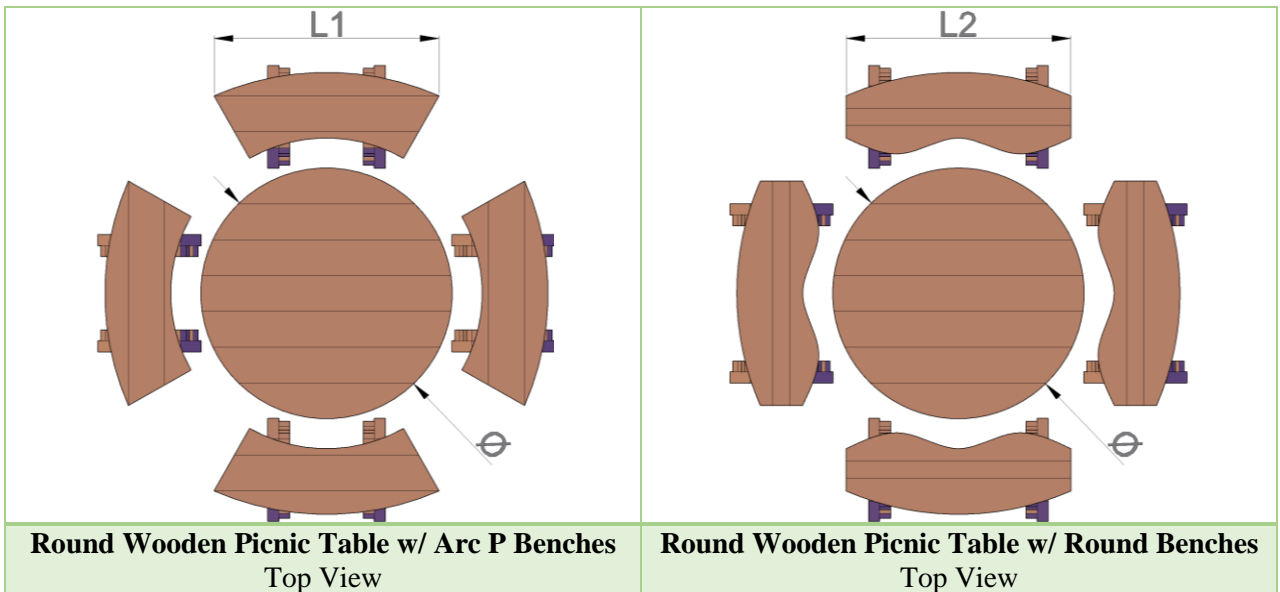 L1
L2
Ø
Ø
Round Wooden Picnic Table w/ Arc P Benches
Top View
Round Wooden Picnic Table w/ Round Benches
Top View